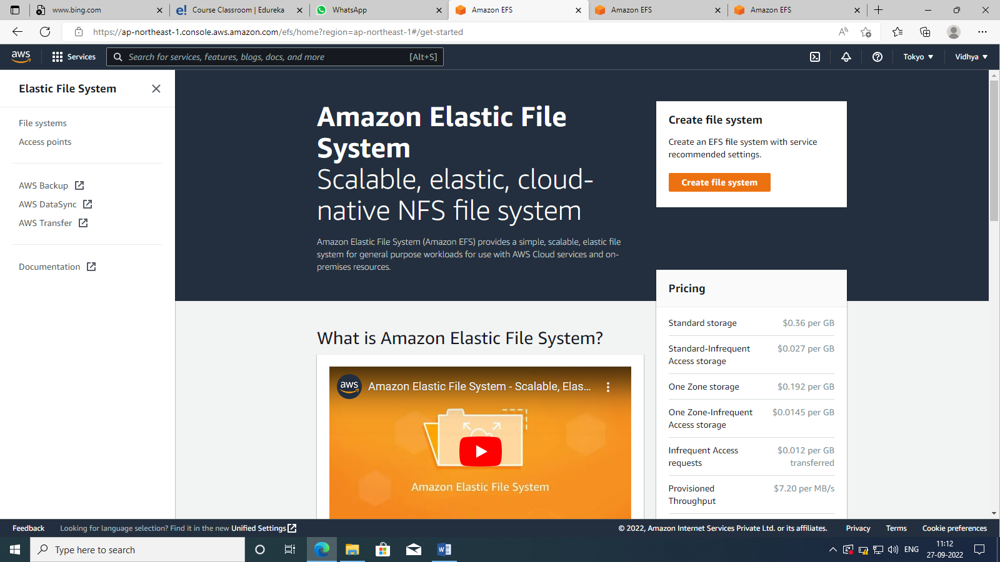 www.bing.com
Course Classroom | Edureka
WhatsApp
Amazon EFS
Amazon EFS
Amazon EFS
https://ap-northeast-1.console.aws.amazon.com/efs/home?region=ap-northeast-1#/get-started
aws
Services
Search for services, features, blogs, docs, and more
[Alt+S]
Tokyo
Vidhya
Elastic File System
File systems
Access points
AWS Backup
AWS DataSync
AWS Transfer
Documentation
Amazon Elastic File
System
Scalable, elastic, cloud-
native NFS file system
Amazon Elastic File System (Amazon EFS) provides a simple, scalable, elastic file
system for general purpose workloads for use with AWS Cloud services and on-
premises resources.
Create file system
Create an EFS file system with service
recommended settings.
Create file system
What is Amazon Elastic File System?
aws
Amazon Elastic File System - Scalable, Elas...
Amazon Elastic File System
Pricing
Standard storage $0.36 per GB
Standard-Infrequent $0.027 per GB
Access storage
One Zone storage $0.192 per GB
One Zone-Infrequent $0.0145 per GB
Access storage
Infrequent Access $0.012 per GB
requests transferred
Provisioned $7.20 per MB/s
Throughput
Feedback
Looking for language selection? Find it in the new Unified Settings
© 2022, Amazon Internet Services Private Ltd. or its affiliates.
Privacy
Terms
Cookie preferences
Type here to search
ENG
11:12
27-09-2022